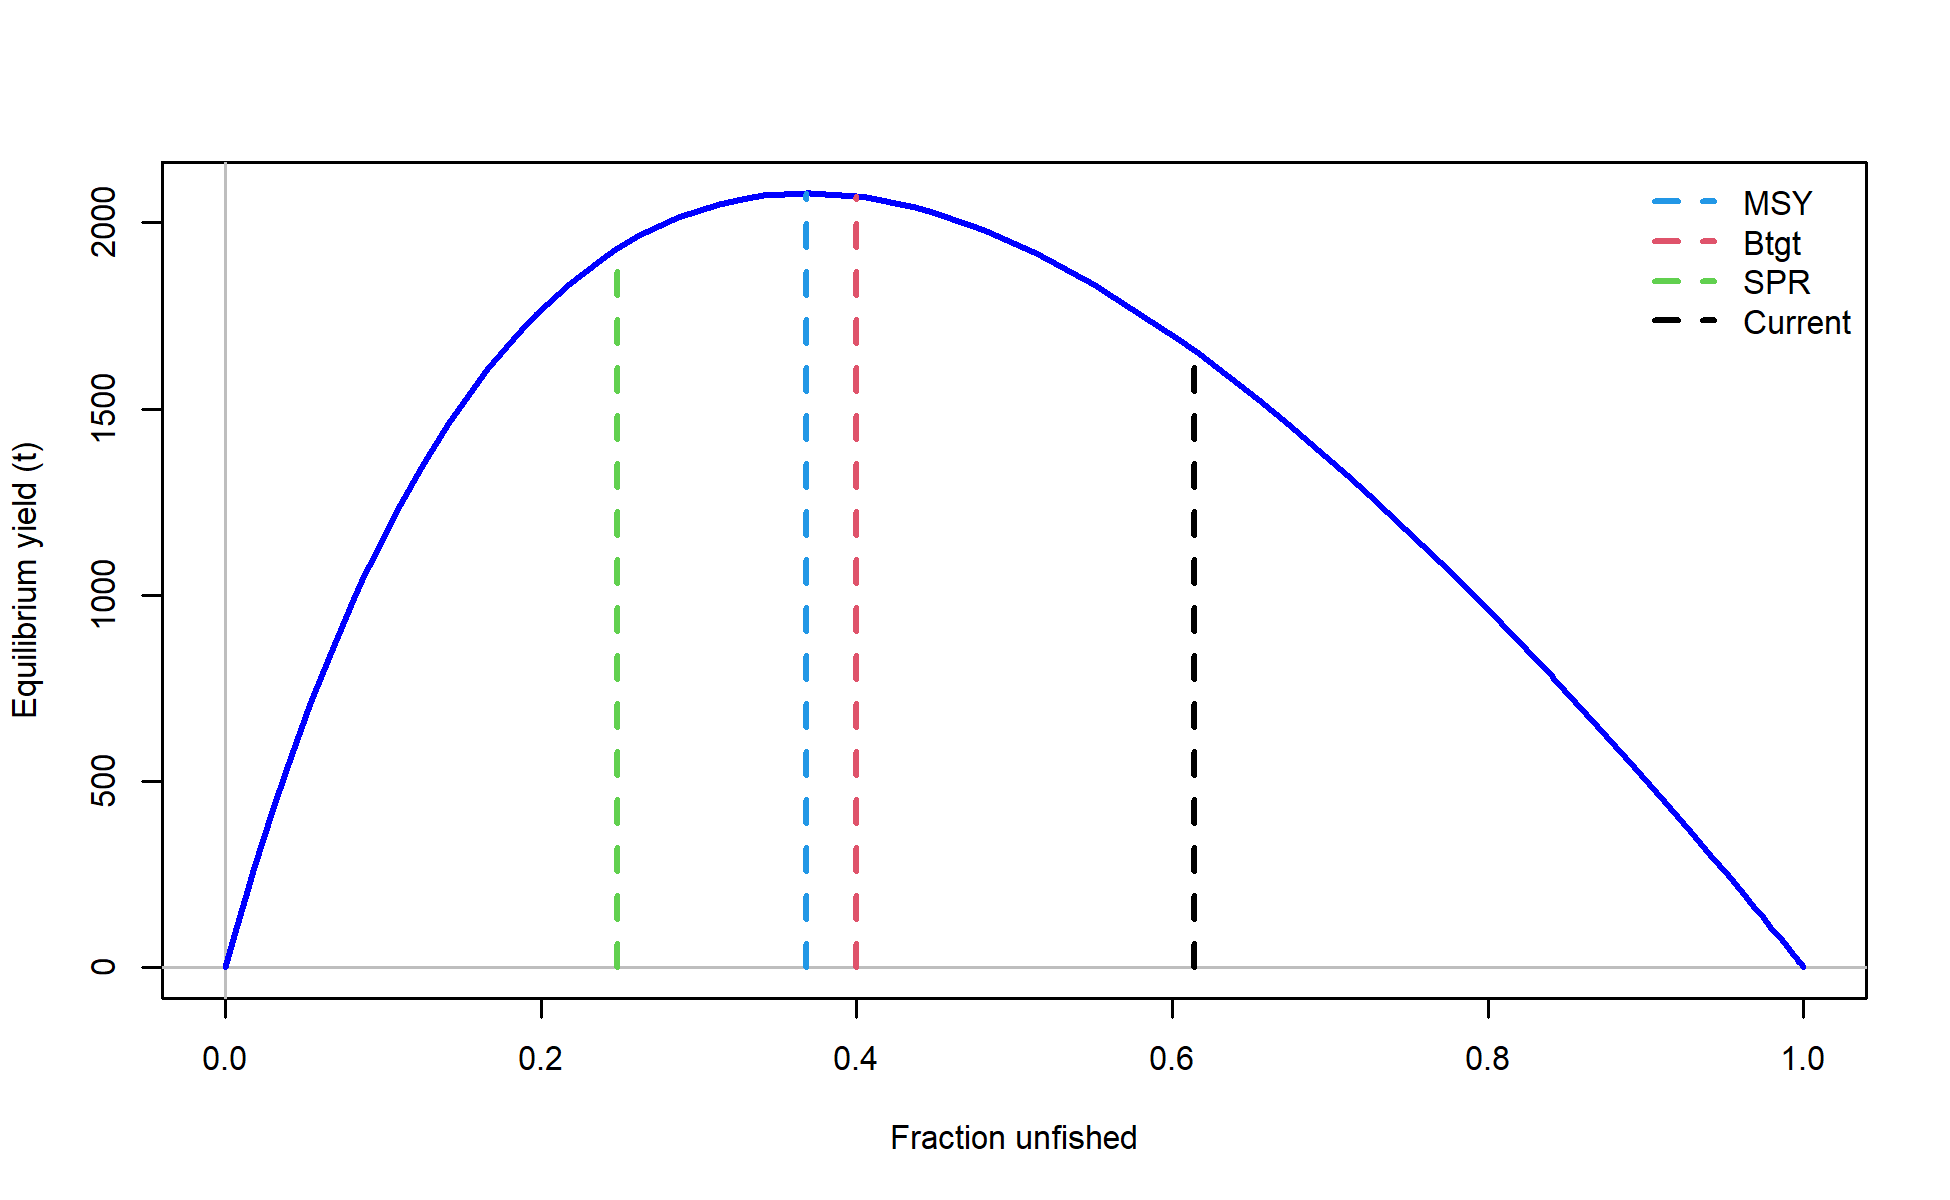 MSY
Btgt
SPR
Current
Equilibrium yield (t)
2000
1500
1000
500
0
0.0 0.2 0.4 0.6 0.8 1.0
Fraction unfished